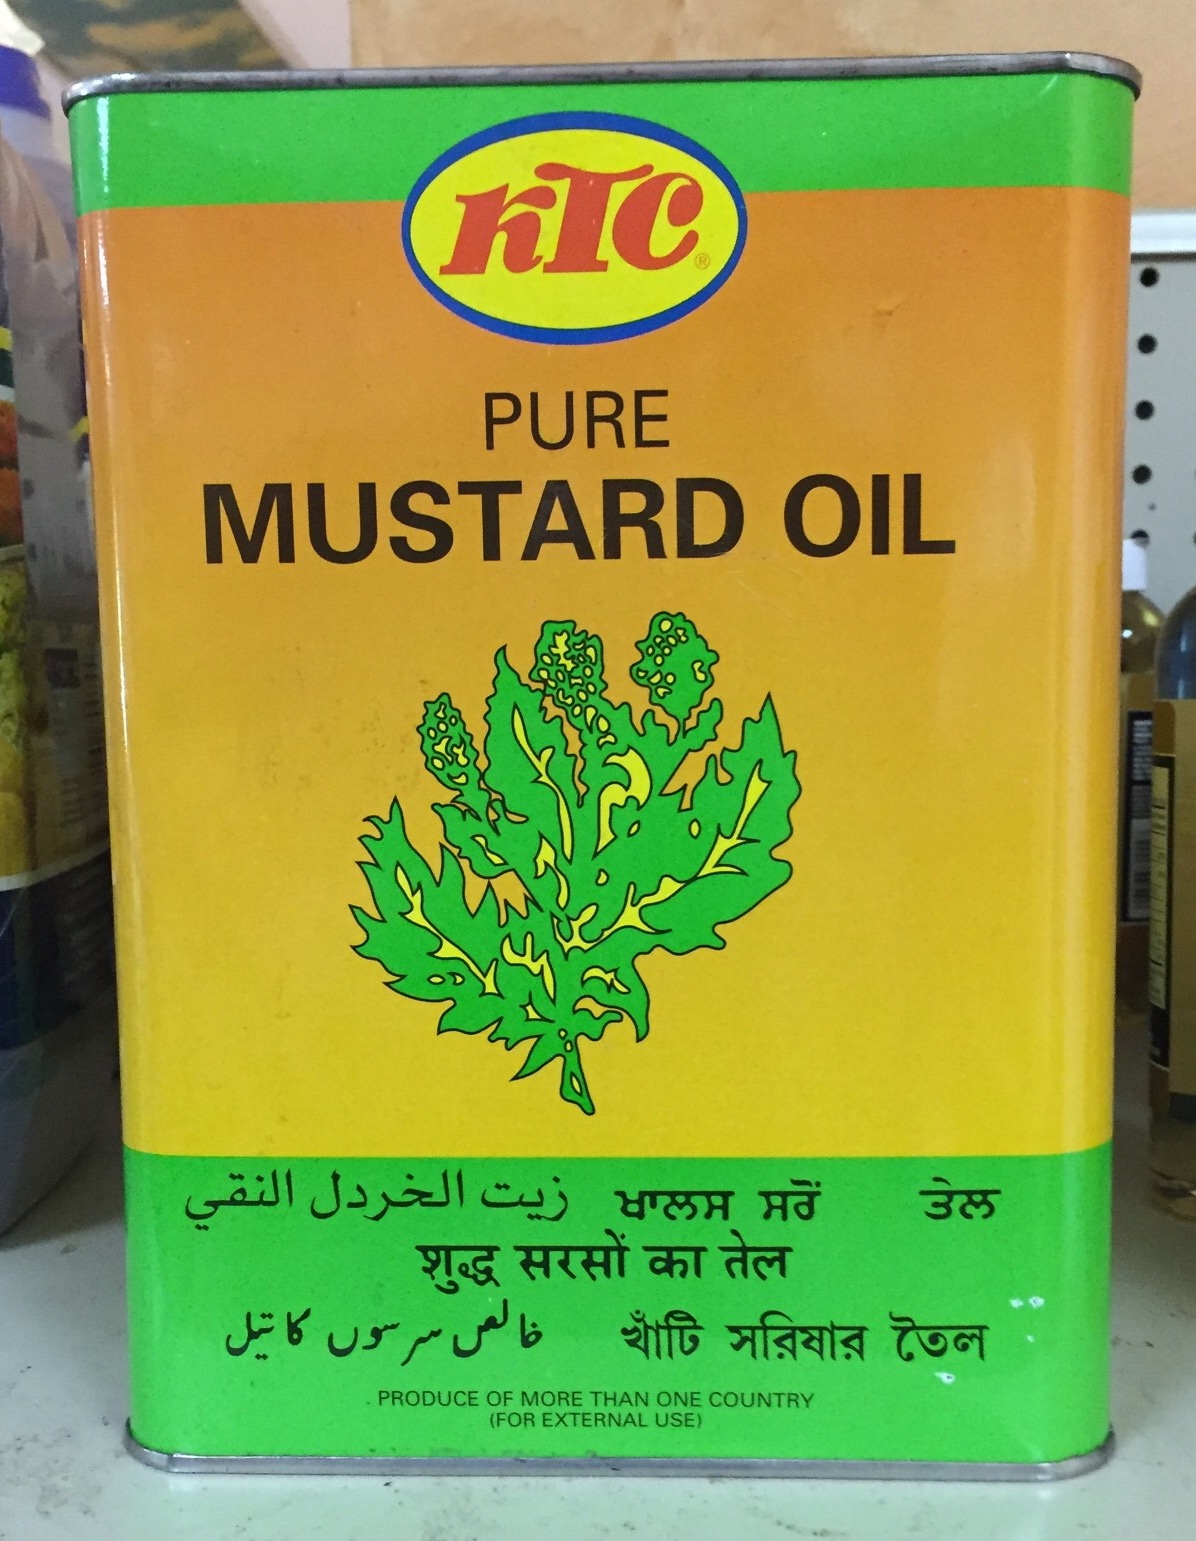 KTC®
PURE
MUSTARD OIL
زيت الخردل النقي ਖਾਲਸ ਸਰੋਂ ਤੇਲ
शुद्ध सरसों का तेल
خالص سرسوں کا تیل খাঁটি সরিষার তৈল
PRODUCE OF MORE THAN ONE COUNTRY
(FOR EXTERNAL USE)